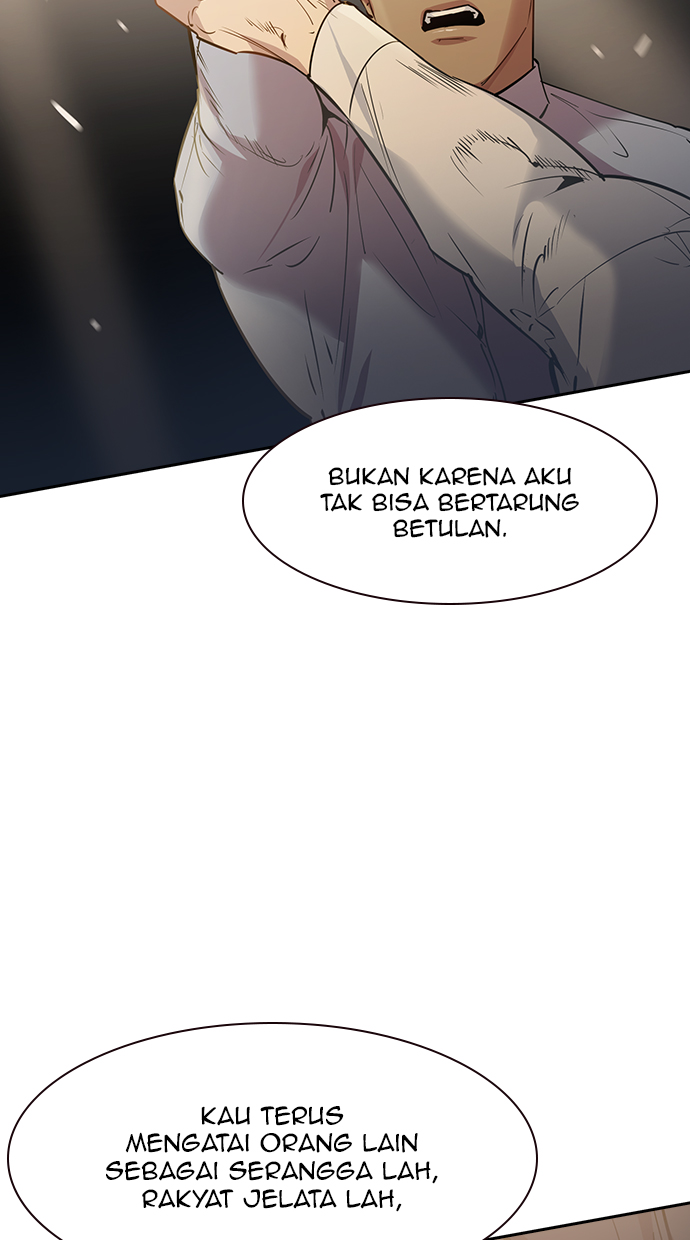 BUKAN KARENA AKU
TAK BISA BERTARUNG
BETULAN.
KAU TERUS
MENGATAI ORANG LAIN
SEBAGAI SERANGGA LAH,
RAKYAT JELATA LAH,